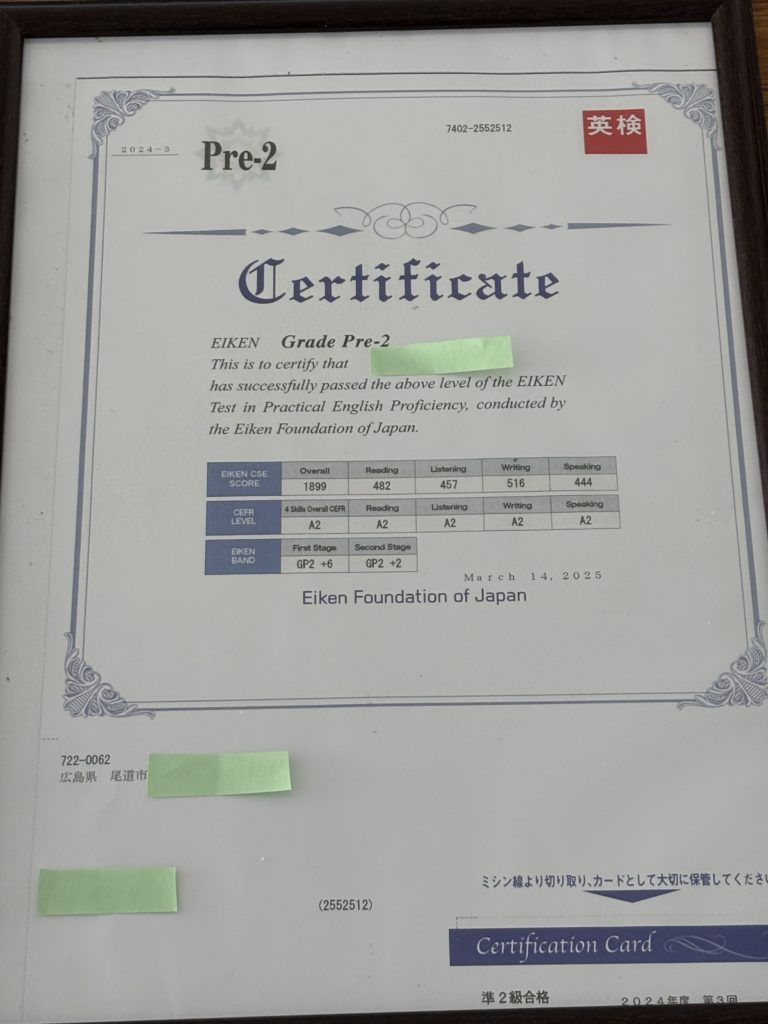 7402-2552512
英検
2024-3
Pre-2
Certificate
EIKEN Grade Pre-2
This is to certify that
has successfully passed the above level of the EIKEN
Test in Practical English Proficiency, conducted by
the Eiken Foundation of Japan.
EIKEN CSE SCORE Overall Reading Listening Writing Speaking
1899 482 457 516 444
CEFR LEVEL 4 Skills Overall CEFR Reading Listening Writing Speaking
A2 A2 A2 A2 A2
EIKEN BAND First Stage Second Stage
GP2 +6 GP2 +2
March 14, 2025
Eiken Foundation of Japan
722-0062
広島県 尾道市
(2552512)
ミシン線より切り取り、カードとして大切に保管してくださ
Certification Card
準2級合格 2024年度 第3回